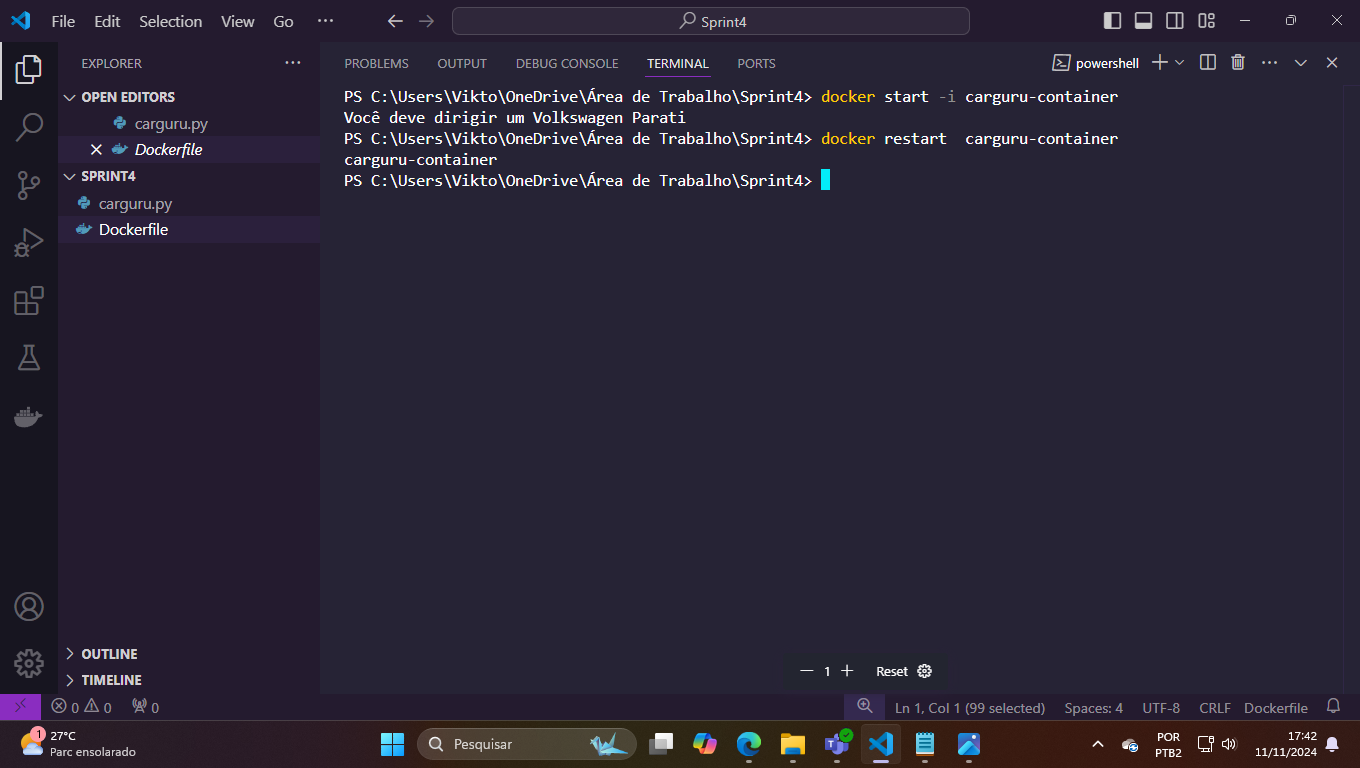 File Edit Selection View Go ··· Sprint4
EXPLORER ···
OPEN EDITORS
carguru.py
Dockerfile
SPRINT4
carguru.py
Dockerfile
OUTLINE
TIMELINE
PROBLEMS OUTPUT DEBUG CONSOLE TERMINAL PORTS powershell
PS C:\Users\Vikto\OneDrive\Área de Trabalho\Sprint4> docker start -i carguru-container
Você deve dirigir um Volkswagen Parati
PS C:\Users\Vikto\OneDrive\Área de Trabalho\Sprint4> docker restart  carguru-container
carguru-container
PS C:\Users\Vikto\OneDrive\Área de Trabalho\Sprint4>
1 Reset
0 0 0 Ln 1, Col 1 (99 selected) Spaces: 4 UTF-8 CRLF Dockerfile
1 27°C
Parc ensolarado
Pesquisar
POR
PTB2
17:42
11/11/2024